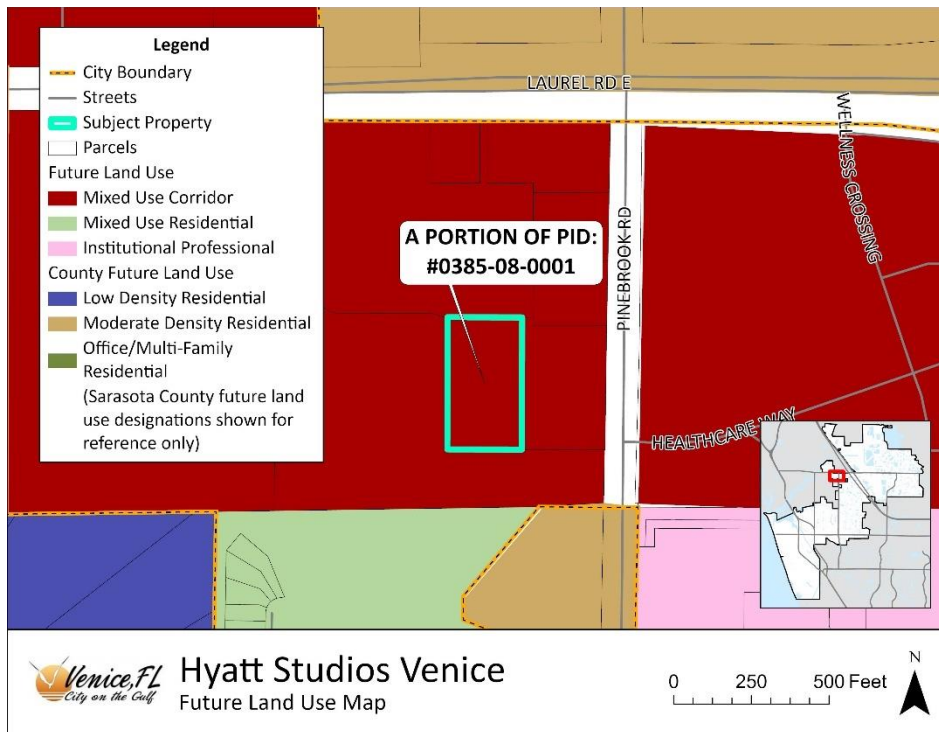 Legend
City Boundary
Streets
Subject Property
Parcels
Future Land Use
Mixed Use Corridor
Mixed Use Residential
Institutional Professional
County Future Land Use
Low Density Residential
Moderate Density Residential
Office/Multi-Family
Residential
(Sarasota County future land
use designations shown for
reference only)
LAUREL RD E
WELLNESS CROSSING
A PORTION OF PID:
#0385-08-0001
PINEBROOK RD
HEALTHCARE WAY
Venice, FL
City on the Gulf
Hyatt Studios Venice
Future Land Use Map
0 250 500 Feet
N